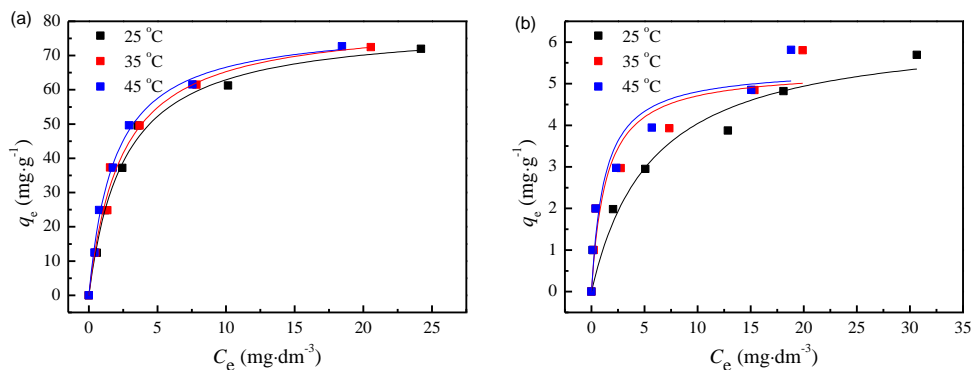 (a)
80
70
60
50
40
30
20
10
0
25 °C
35 °C
45 °C
qe (mg·g-1)
0 5 10 15 20 25
Ce (mg·dm-3)
(b)
6
5
4
3
2
1
0
25 °C
35 °C
45 °C
qe (mg·g-1)
0 5 10 15 20 25 30 35
Ce (mg·dm-3)